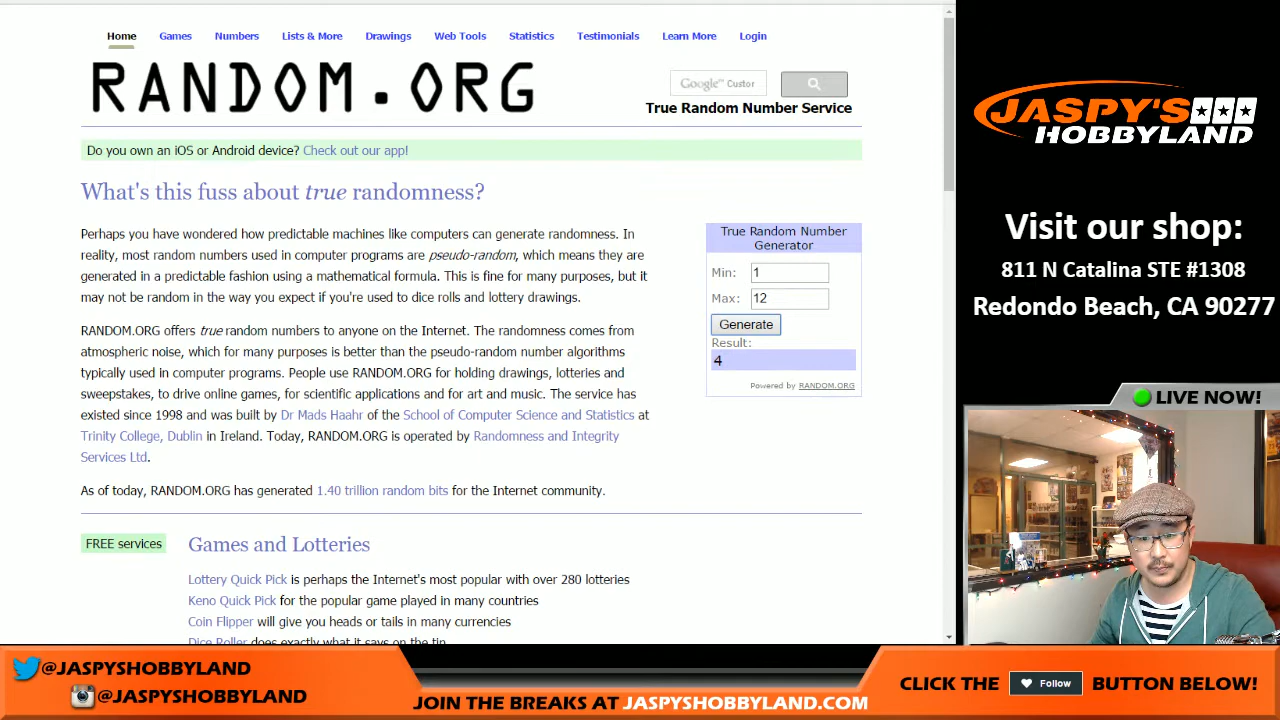 Home Games Numbers Lists & More Drawings Web Tools Statistics Testimonials Learn More Login
RANDOM.ORG
Google™ Custor
True Random Number Service
Do you own an iOS or Android device? Check out our app!
What's this fuss about true randomness?
Perhaps you have wondered how predictable machines like computers can generate randomness. In
reality, most random numbers used in computer programs are pseudo-random, which means they are
generated in a predictable fashion using a mathematical formula. This is fine for many purposes, but it
may not be random in the way you expect if you're used to dice rolls and lottery drawings.
RANDOM.ORG offers true random numbers to anyone on the Internet. The randomness comes from
atmospheric noise, which for many purposes is better than the pseudo-random number algorithms
typically used in computer programs. People use RANDOM.ORG for holding drawings, lotteries and
sweepstakes, to drive online games, for scientific applications and for art and music. The service has
existed since 1998 and was built by Dr Mads Haahr of the School of Computer Science and Statistics at
Trinity College, Dublin in Ireland. Today, RANDOM.ORG is operated by Randomness and Integrity
Services Ltd.
As of today, RANDOM.ORG has generated 1.40 trillion random bits for the Internet community.
True Random Number
Generator
Min: 1
Max: 12
Generate
Result:
4
Powered by RANDOM.ORG
FREE services
Games and Lotteries
Lottery Quick Pick is perhaps the Internet's most popular with over 280 lotteries
Keno Quick Pick for the popular game played in many countries
Coin Flipper will give you heads or tails in many currencies
Dice Roller does exactly what it says on the tin
JASPY'S
HOBBYLAND
Visit our shop:
811 N Catalina STE #1308
Redondo Beach, CA 90277
LIVE NOW!
@JASPYSHOBBYLAND
@JASPYSHOBBYLAND
JOIN THE BREAKS AT JASPYSHOBBYLAND.COM
CLICK THE Follow BUTTON BELOW!